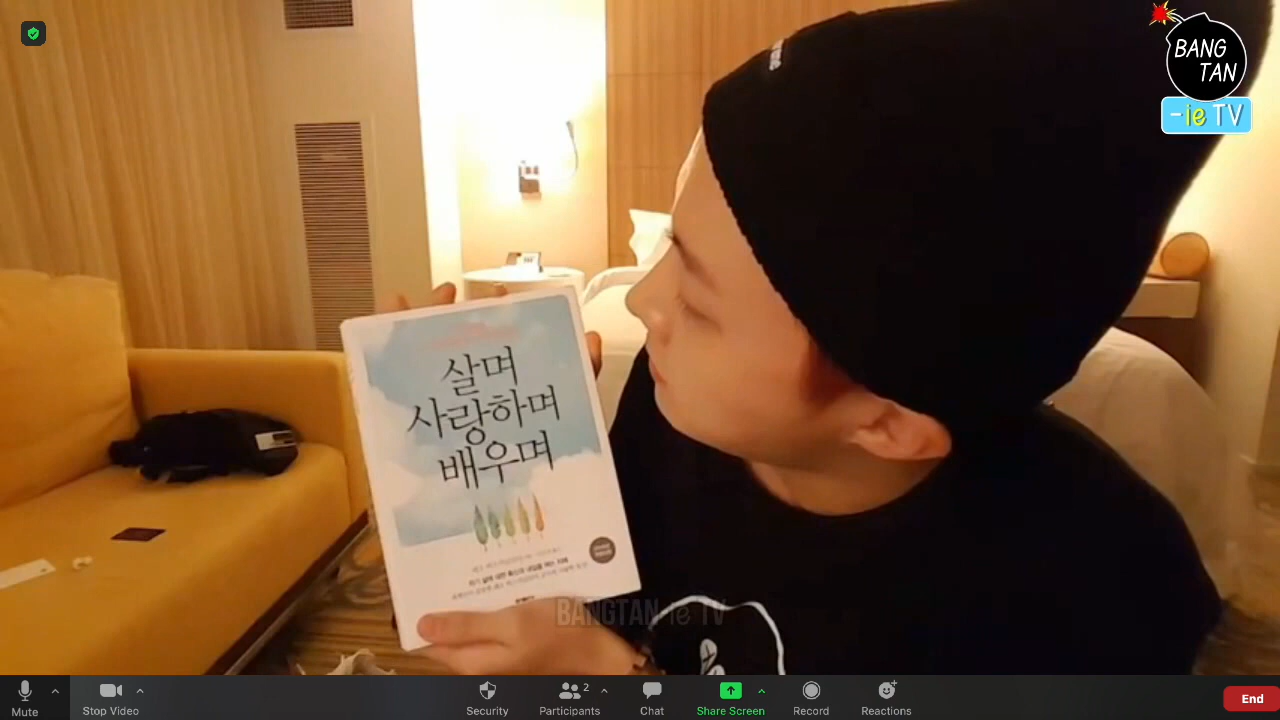 BANG
TAN
-ie TV
살며
사랑하며
배우며
BANGTAN-ie TV
Mute
Stop Video
Security
2
Participants
Chat
Share Screen
Record
Reactions
End